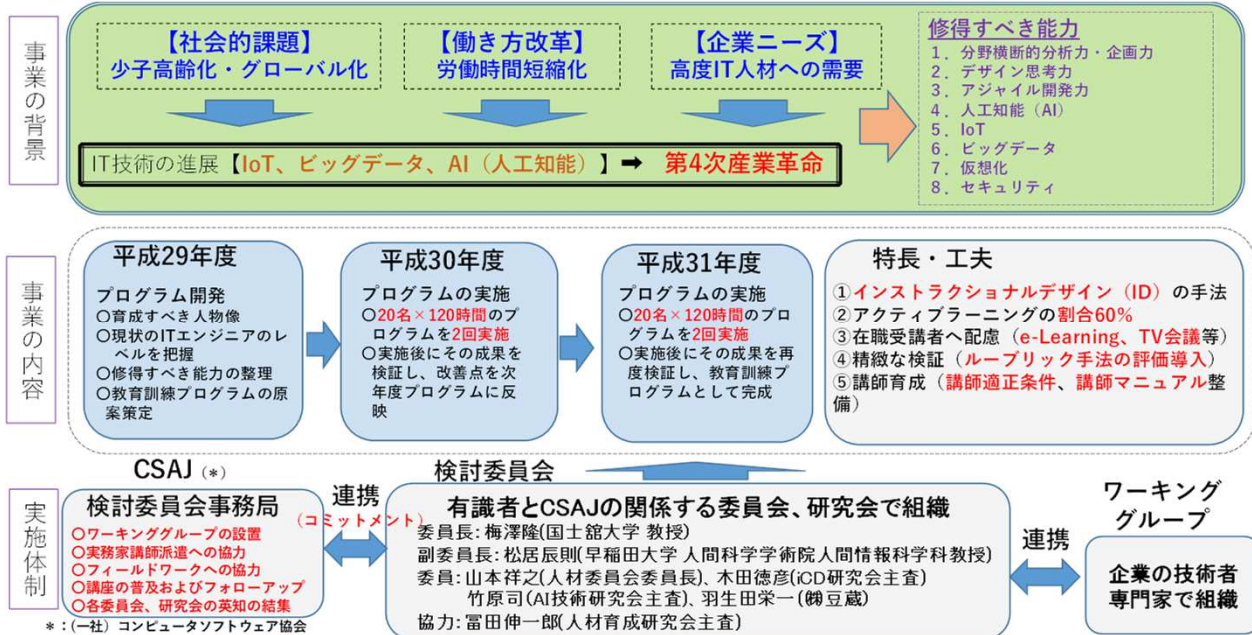 事業の背景
【社会的課題】
少子高齢化・グローバル化
【働き方改革】
労働時間短縮化
【企業ニーズ】
高度IT人材への需要
IT技術の進展【IoT、ビッグデータ、AI（人工知能）】➡ 第4次産業革命
修得すべき能力
1．分野横断的分析力・企画力
2．デザイン思考力
3．アジャイル開発力
4．人工知能（AI）
5．IoT
6．ビッグデータ
7．仮想化
8．セキュリティ
事業の内容
平成29年度
プログラム開発
○育成すべき人物像
○現状のITエンジニアのレ
ベルを把握
○修得すべき能力の整理
○教育訓練プログラムの原
案策定
平成30年度
プログラムの実施
○20名×120時間のプ
ログラムを2回実施
○実施後にその成果を
検証し、改善点を次
年度プログラムに反
映
平成31年度
プログラムの実施
○20名×120時間のプ
ログラムを2回実施
○実施後にその成果を再
度検証し、教育訓練プ
ログラムとして完成
特長・工夫
①インストラクショナルデザイン（ID）の手法
②アクティブラーニングの割合60%
③在職受講者へ配慮（e-Learning、TV会議等）
④精緻な検証（ルーブリック手法の評価導入）
⑤講師育成（講師適正条件、講師マニュアル整
備）
実施体制
CSAJ（*）
検討委員会事務局
○ワーキンググループの設置
○実務家講師派遣への協力
○フィールドワークへの協力
○講座の普及およびフォローアップ
○各委員会、研究会の英知の結集
*：(一社）コンピュータソフトウェア協会
連携
（コミットメント）
検討委員会
有識者とCSAJの関係する委員会、研究会で組織
委員長：梅澤隆(国士舘大学 教授)
副委員長：松居辰則(早稲田大学 人間科学学術院人間情報科学科教授)
委員：山本祥之(人材委員会委員長)、木田徳彦(iCD研究会主査)
竹原司(AI技術研究会主査)、羽生田栄一(㈱豆蔵)
協力：冨田伸一郎(人材育成研究会主査)
連携
ワーキング
グループ
企業の技術者
専門家で組織